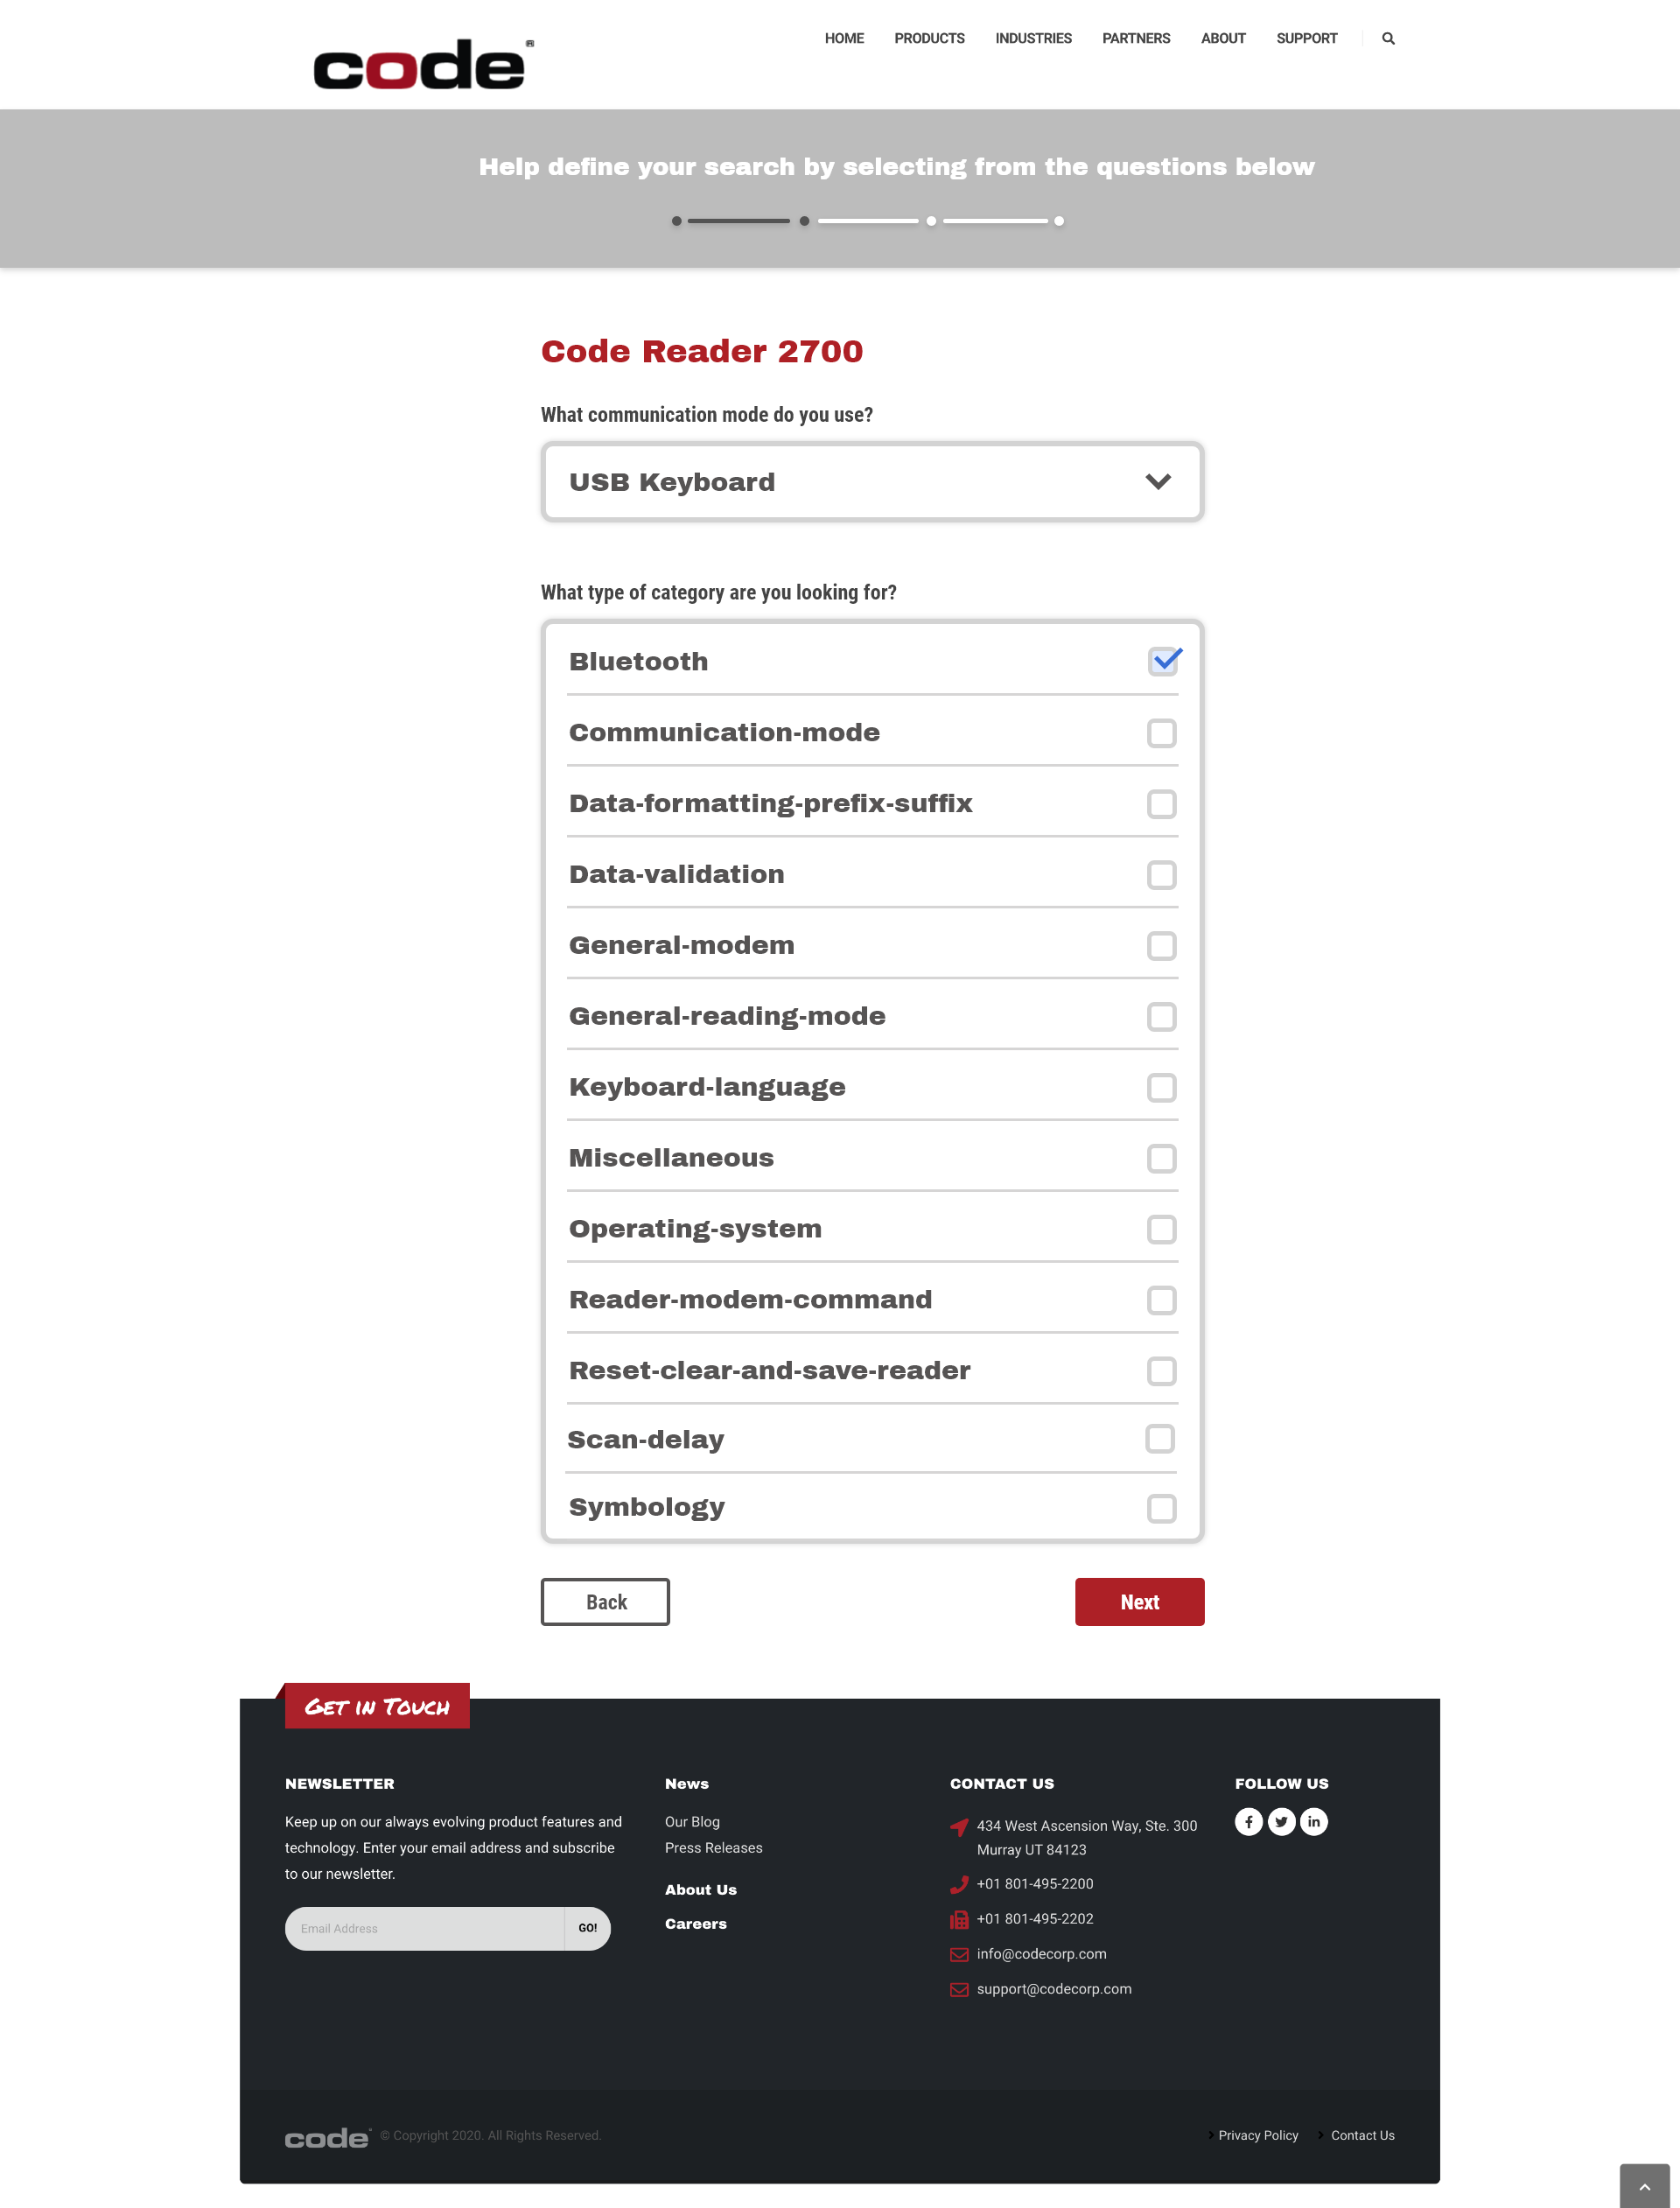 code
HOME PRODUCTS INDUSTRIES PARTNERS ABOUT SUPPORT
Help define your search by selecting from the questions below
Code Reader 2700
What communication mode do you use?
USB Keyboard
What type of category are you looking for?
Bluetooth
Communication-mode
Data-formatting-prefix-suffix
Data-validation
General-modem
General-reading-mode
Keyboard-language
Miscellaneous
Operating-system
Reader-modem-command
Reset-clear-and-save-reader
Scan-delay
Symbology
Back
Next
Get in Touch
NEWSLETTER
Keep up on our always evolving product features and
technology. Enter your email address and subscribe
to our newsletter.
Email Address GO!
News
Our Blog
Press Releases
About Us
Careers
CONTACT US
434 West Ascension Way, Ste. 300
Murray UT 84123
+01 801-495-2200
+01 801-495-2202
info@codecorp.com
support@codecorp.com
FOLLOW US
code © Copyright 2020. All Rights Reserved.
Privacy Policy Contact Us